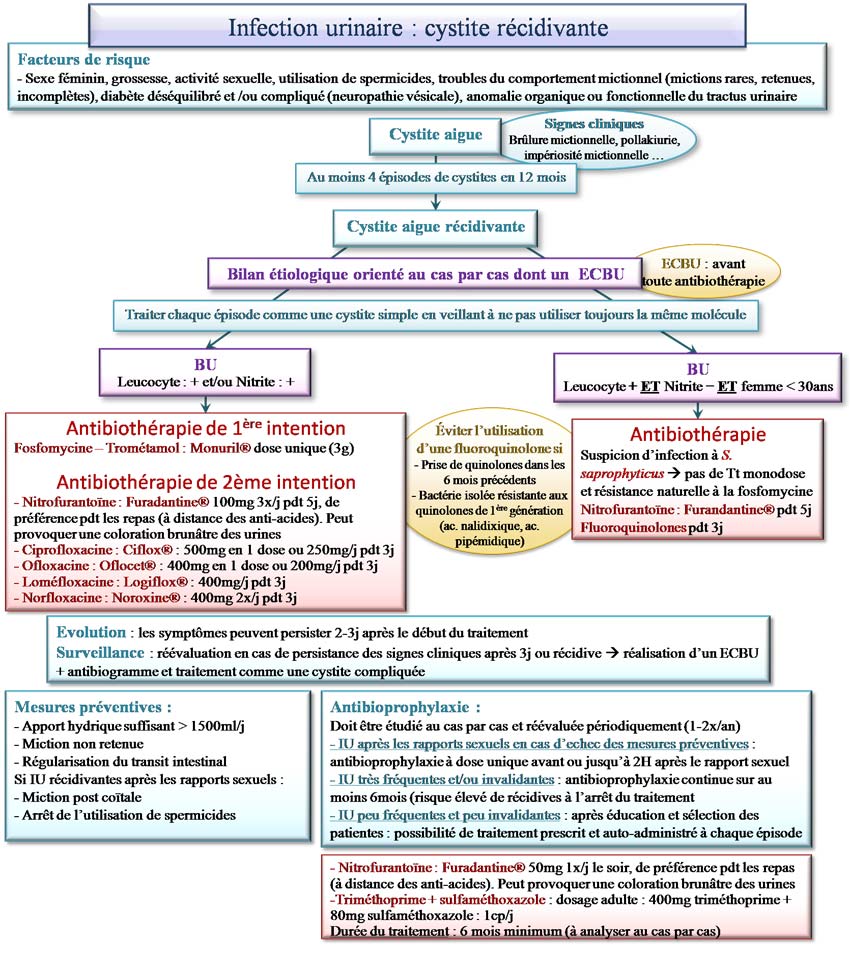 Infection urinaire : cystite récidivante
Facteurs de risque
- Sexe féminin, grossesse, activité sexuelle, utilisation de spermicides, troubles du comportement mictionnel (mictions rares, retenues,
incomplètes), diabète déséquilibré et /ou compliqué (neuropathie vésicale), anomalie organique ou fonctionnelle du tractus urinaire
Cystite aigue
Signes cliniques
Brûlure mictionnelle, pollakiurie,
impériosité mictionnelle …
Au moins 4 épisodes de cystites en 12 mois
Cystite aigue récidivante
Bilan étiologique orienté au cas par cas dont un ECBU
ECBU : avant
toute antibiothérapie
Traiter chaque épisode comme une cystite simple en veillant à ne pas utiliser toujours la même molécule
BU
Leucocyte : + et/ou Nitrite : +
BU
Leucocyte + ET Nitrite – ET femme < 30ans
Antibiothérapie de 1ère intention
Fosfomycine – Trométamol : Monuril® dose unique (3g)
Antibiothérapie de 2ème intention
- Nitrofurantoïne : Furadantine® 100mg 3x/j pdt 5j, de
préférence pdt les repas (à distance des anti-acides). Peut
provoquer une coloration brunâtre des urines
- Ciprofloxacine : Ciflox® : 500mg en 1 dose ou 250mg/j pdt 3j
- Ofloxacine : Oflocet® : 400mg en 1 dose ou 200mg/j pdt 3j
- Loméfloxacine : Logiflox® : 400mg/j pdt 3j
- Norfloxacine : Noroxine® : 400mg 2x/j pdt 3j
Éviter l'utilisation
d'une fluoroquinolone si
- Prise de quinolones dans les
6 mois précédents
- Bactérie isolée résistante aux
quinolones de 1ère génération
(ac. nalidixique, ac.
pipémidique)
Antibiothérapie
Suspicion d'infection à S.
saprophyticus → pas de Tt monodose
et résistance naturelle à la fosfomycine
Nitrofurantoïne : Furandantine® pdt 5j
Fluoroquinolones pdt 3j
Evolution : les symptômes peuvent persister 2-3j après le début du traitement
Surveillance : réévaluation en cas de persistance des signes cliniques après 3j ou récidive → réalisation d'un ECBU
+ antibiogramme et traitement comme une cystite compliquée
Mesures préventives :
- Apport hydrique suffisant > 1500ml/j
- Miction non retenue
- Régularisation du transit intestinal
Si IU récidivantes après les rapports sexuels :
- Miction post coïtale
- Arrêt de l'utilisation de spermicides
Antibioprophylaxie :
Doit être étudié au cas par cas et réévaluée périodiquement (1-2x/an)
- IU après les rapports sexuels en cas d'echec des mesures préventives :
antibioprophylaxie à dose unique avant ou jusqu'à 2H après le rapport sexuel
- IU très fréquentes et/ou invalidantes : antibioprophylaxie continue sur au
moins 6mois (risque élevé de récidives à l'arrêt du traitement
- IU peu fréquentes et peu invalidantes : après éducation et sélection des
patientes : possibilité de traitement prescrit et auto-administré à chaque épisode
- Nitrofurantoïne : Furadantine® 50mg 1x/j le soir, de préférence pdt les repas
(à distance des anti-acides). Peut provoquer une coloration brunâtre des urines
-Triméthoprime + sulfaméthoxazole : dosage adulte : 400mg triméthoprime +
80mg sulfaméthoxazole : 1cp/j
Durée du traitement : 6 mois minimum (à analyser au cas par cas)